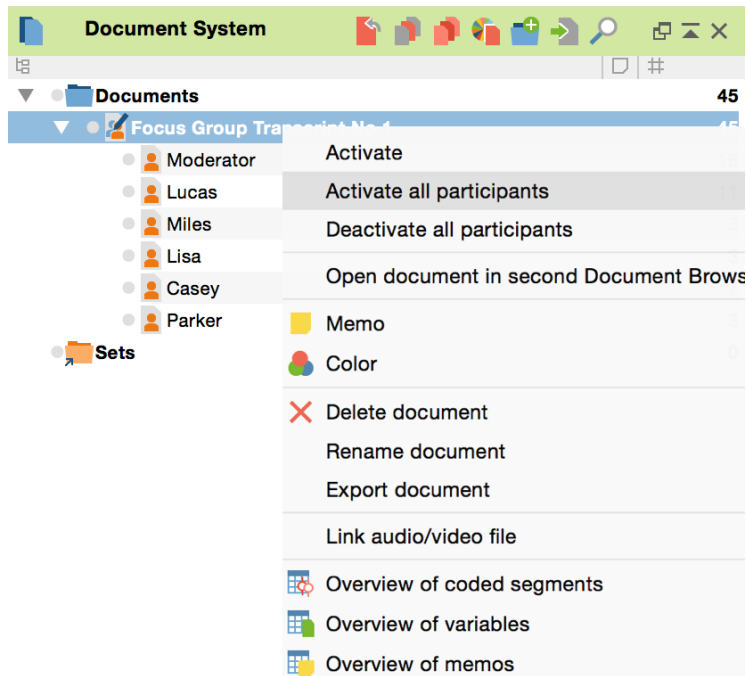 Document System
Documents 45
Focus Group Transcript No 1 45
Moderator
Lucas 11
Miles
Lisa
Casey
Parker
Sets 0
Activate
Activate all participants
Deactivate all participants
Open document in second Document Brows
Memo
Color
Delete document
Rename document
Export document
Link audio/video file
Overview of coded segments
Overview of variables
Overview of memos